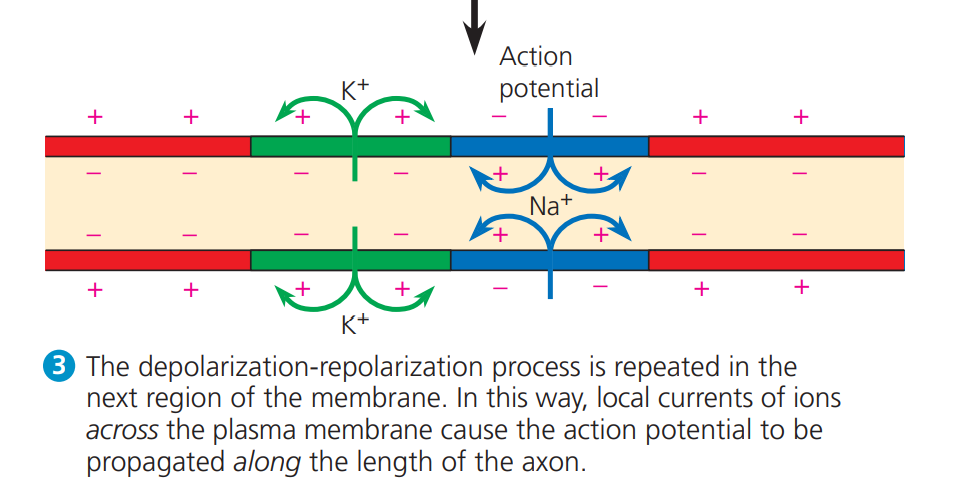 Action
potential
K+
+ + + + − − + +
− − − − + + − −
Na+
− − − − + + − −
+ + + + − − + +
K+
3 The depolarization-repolarization process is repeated in the
next region of the membrane. In this way, local currents of ions
across the plasma membrane cause the action potential to be
propagated along the length of the axon.